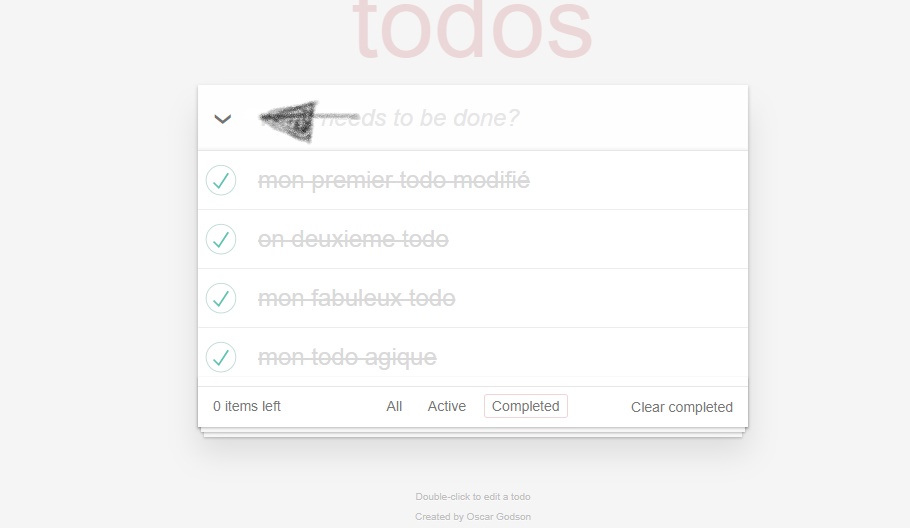 todos
needs to be done?
mon premier todo modifié
on deuxieme todo
mon fabuleux todo
mon todo agique
0 items left All Active Completed Clear completed
Double-click to edit a todo
Created by Oscar Godson